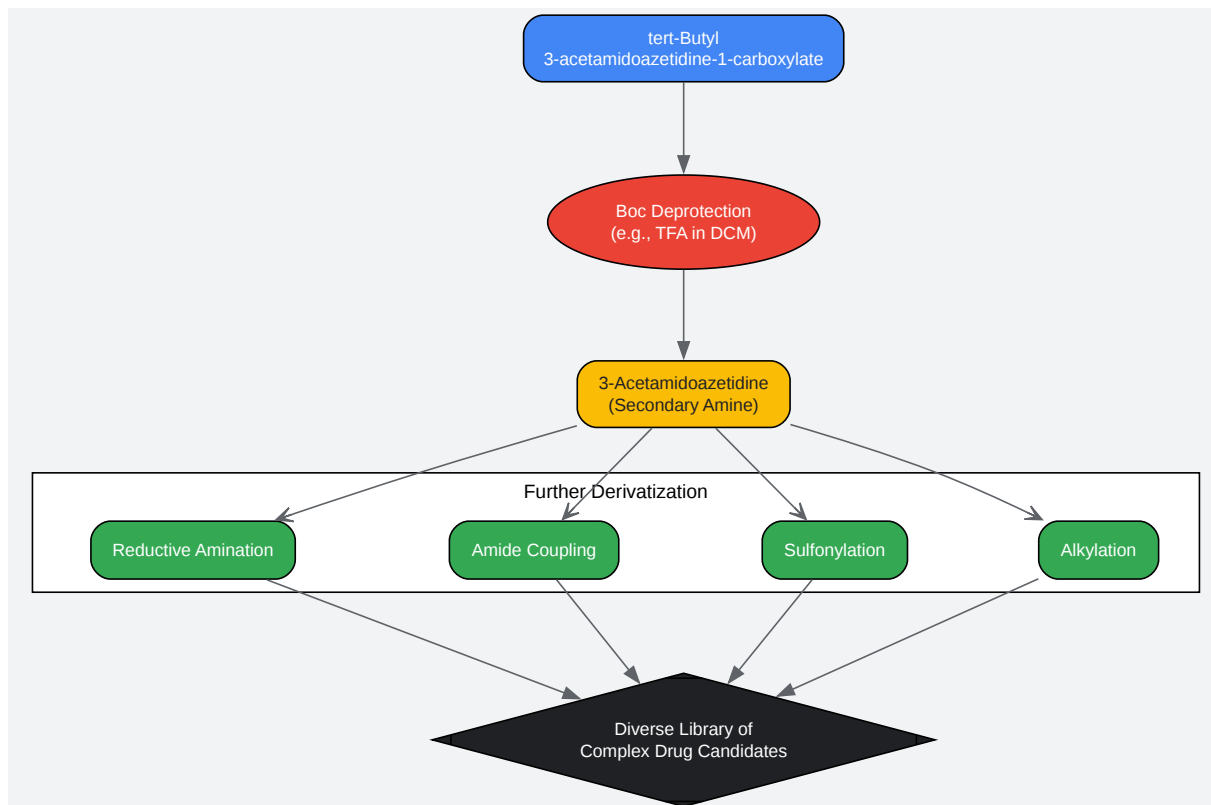 tert-Butyl
3-acetamidoazetidine-1-carboxylate
Boc Deprotection
(e.g., TFA in DCM)
3-Acetamidoazetidine
(Secondary Amine)
Further Derivatization
Reductive Amination
Amide Coupling
Sulfonylation
Alkylation
Diverse Library of
Complex Drug Candidates